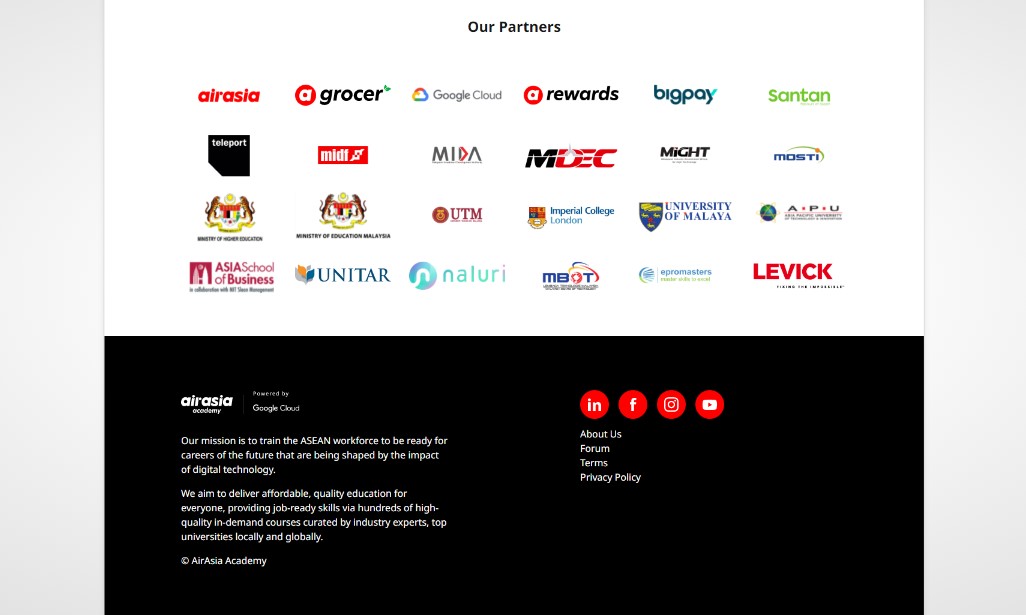 Our Partners
airasia
grocer
Google Cloud
rewards
bigpay
Santan
teleport
midf
MIDA
MDEC
MiGHT
MOSTI
MINISTRY OF HIGHER EDUCATION
MINISTRY OF EDUCATION MALAYSIA
UTM
Imperial College
London
UNIVERSITY
OF MALAYA
A • P • U
ASIA PACIFIC UNIVERSITY
OF TECHNOLOGY & INNOVATION
ASIA School
of Business
in collaboration with MIT Sloan Management
UNITAR
naluri
MBOT
epromasters
master skills to excel
LEVICK
FIXING THE IMPOSSIBLE
airasia
academy
Powered by
Google Cloud
Our mission is to train the ASEAN workforce to be ready for
careers of the future that are being shaped by the impact
of digital technology.
We aim to deliver affordable, quality education for
everyone, providing job-ready skills via hundreds of high-
quality in-demand courses curated by industry experts, top
universities locally and globally.
© AirAsia Academy
in
f
About Us
Forum
Terms
Privacy Policy